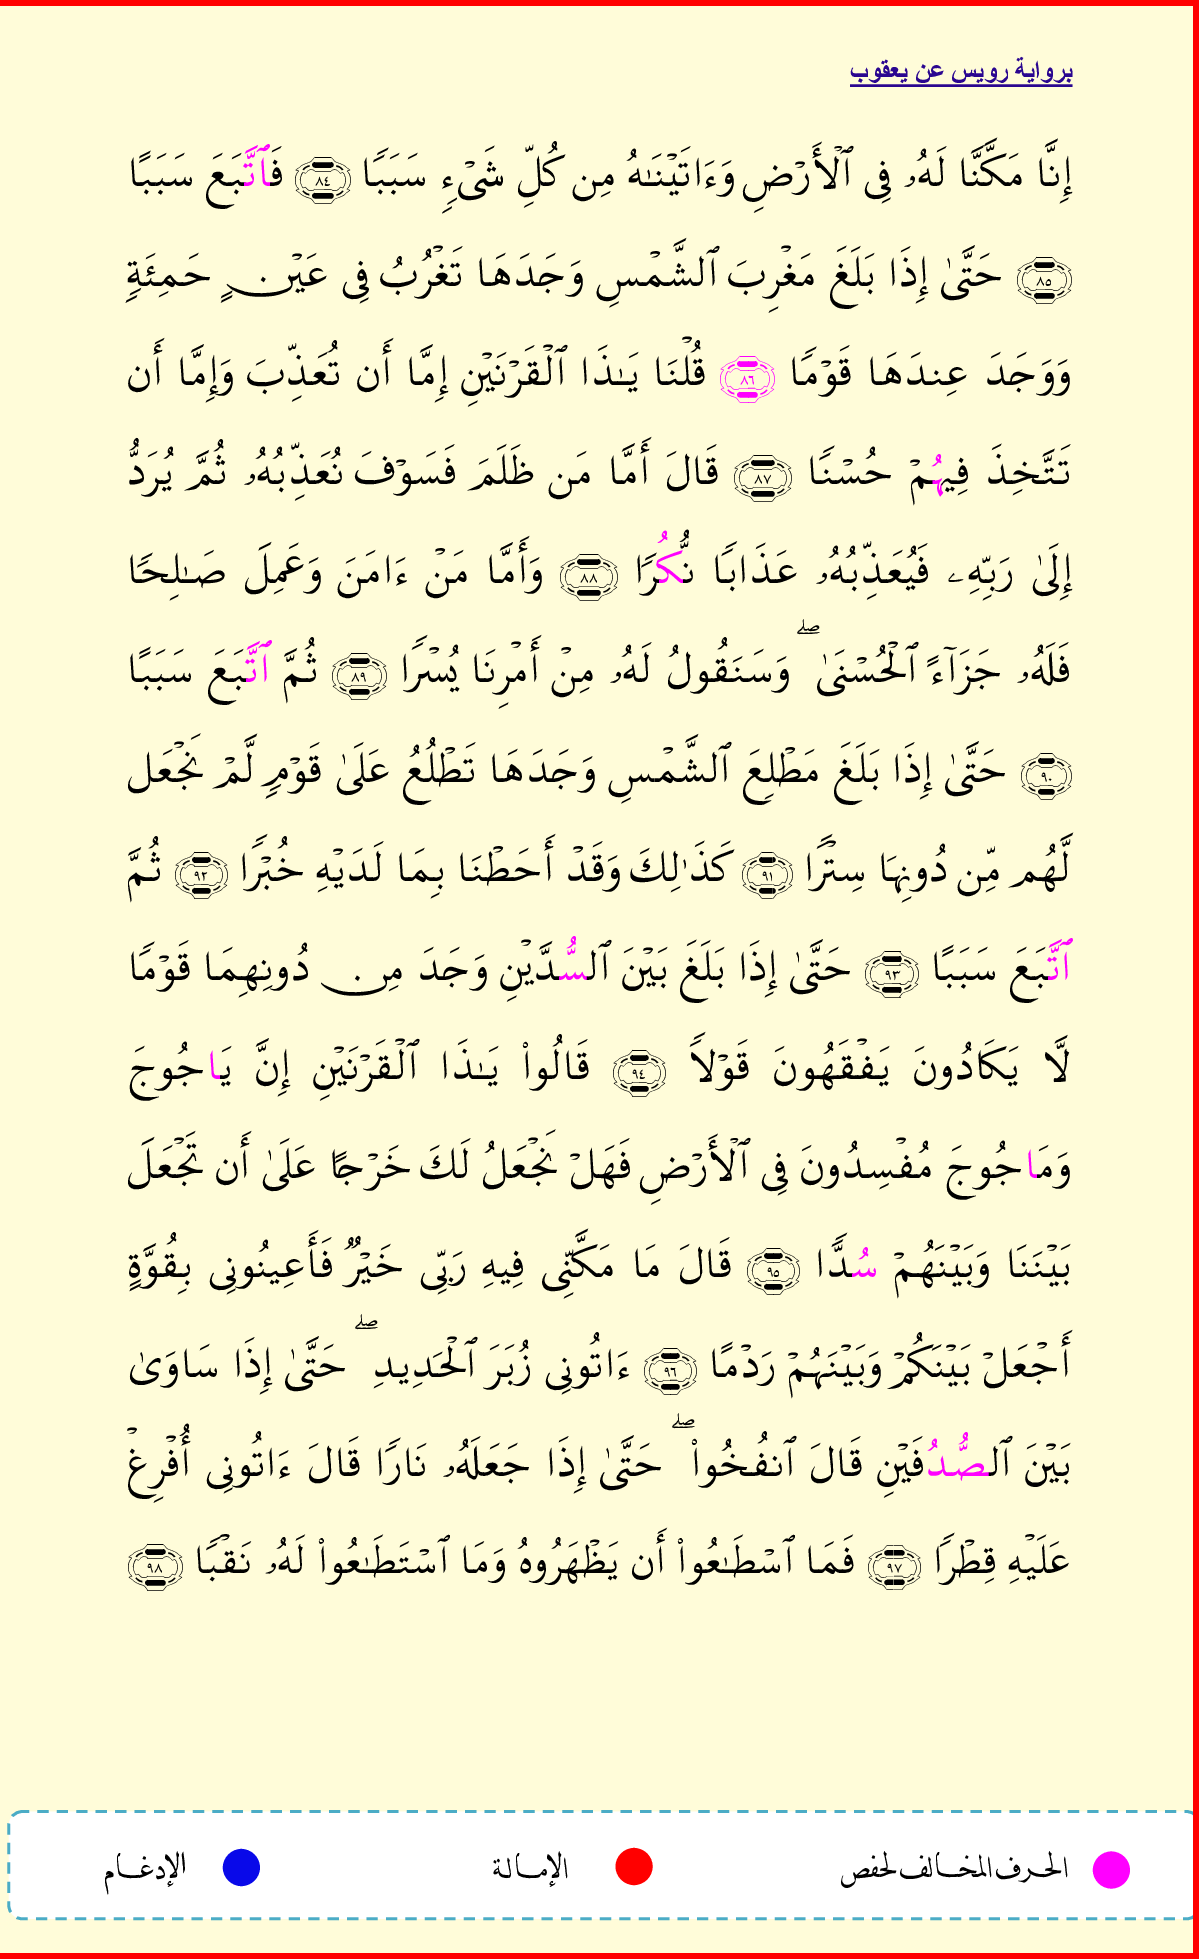 برواية رويس عن يعقوب
إِنَّا مَكَّنَّا لَهُۥ فِى ٱلْأَرْضِ وَءَاتَيْنَـٰهُ مِن كُلِّ شَىْءٍ سَبَبًا ٨٤ فَٱتَّبَعَ سَبَبًا
٨٥ حَتَّىٰ إِذَا بَلَغَ مَغْرِبَ ٱلشَّمْسِ وَجَدَهَا تَغْرُبُ فِى عَيْنٍ حَمِئَةٍ
وَوَجَدَ عِندَهَا قَوْمًا ٨٦ قُلْنَا يَـٰذَا ٱلْقَرْنَيْنِ إِمَّا أَن تُعَذِّبَ وَإِمَّا أَن
تَتَّخِذَ فِيهُمْ حُسْنًا ٨٧ قَالَ أَمَّا مَن ظَلَمَ فَسَوْفَ نُعَذِّبُهُۥ ثُمَّ يُرَدُّ
إِلَىٰ رَبِّهِۦ فَيُعَذِّبُهُۥ عَذَابًا نُّكُرًا ٨٨ وَأَمَّا مَنْ ءَامَنَ وَعَمِلَ صَـٰلِحًا
فَلَهُۥ جَزَآءً ٱلْحُسْنَىٰ ۖ وَسَنَقُولُ لَهُۥ مِنْ أَمْرِنَا يُسْرًا ٨٩ ثُمَّ ٱتَّبَعَ سَبَبًا
٩٠ حَتَّىٰ إِذَا بَلَغَ مَطْلِعَ ٱلشَّمْسِ وَجَدَهَا تَطْلُعُ عَلَىٰ قَوْمٍ لَّمْ نَجْعَل
لَّهُم مِّن دُونِهَا سِتْرًا ٩١ كَذَٰلِكَ وَقَدْ أَحَطْنَا بِمَا لَدَيْهِ خُبْرًا ٩٢ ثُمَّ
ٱتَّبَعَ سَبَبًا ٩٣ حَتَّىٰ إِذَا بَلَغَ بَيْنَ ٱلسُّدَّيْنِ وَجَدَ مِن دُونِهِمَا قَوْمًا
لَّا يَكَادُونَ يَفْقَهُونَ قَوْلًا ٩٤ قَالُوا۟ يَـٰذَا ٱلْقَرْنَيْنِ إِنَّ يَاجُوجَ
وَمَاجُوجَ مُفْسِدُونَ فِى ٱلْأَرْضِ فَهَلْ نَجْعَلُ لَكَ خَرْجًا عَلَىٰ أَن تَجْعَلَ
بَيْنَنَا وَبَيْنَهُمْ سُدًّا ٩٥ قَالَ مَا مَكَّنِّى فِيهِ رَبِّى خَيْرٌ فَأَعِينُونِى بِقُوَّةٍ
أَجْعَلْ بَيْنَكُمْ وَبَيْنَهُمْ رَدْمًا ٩٦ ءَاتُونِى زُبَرَ ٱلْحَدِيدِ ۖ حَتَّىٰ إِذَا سَاوَىٰ
بَيْنَ ٱلصُّدُفَيْنِ قَالَ ٱنفُخُوا۟ ۖ حَتَّىٰ إِذَا جَعَلَهُۥ نَارًا قَالَ ءَاتُونِى أُفْرِغْ
عَلَيْهِ قِطْرًا ٩٧ فَمَا ٱسْطَـٰعُوا۟ أَن يَظْهَرُوهُ وَمَا ٱسْتَطَـٰعُوا۟ لَهُۥ نَقْبًا ٩٨
الحرف المخالف لحفص الإمالة الإدغام